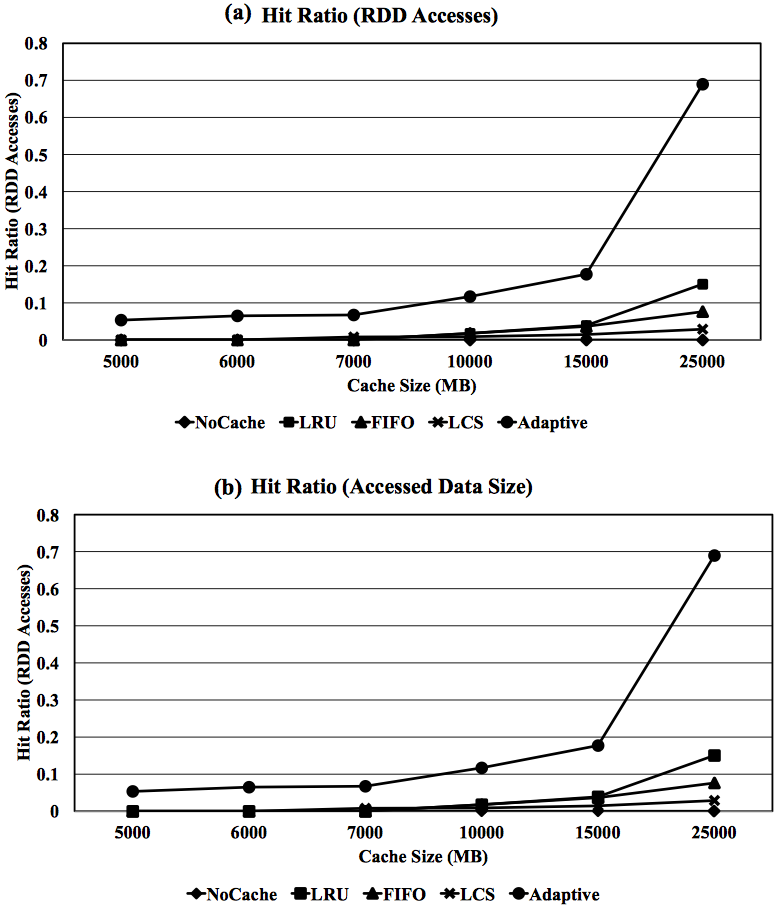 (a) Hit Ratio (RDD Accesses)
0.8
0.7
0.6
0.5
0.4
0.3
0.2
0.1
0
Hit Ratio (RDD Accesses)
5000 6000 7000 10000 15000 25000
Cache Size (MB)
NoCache LRU FIFO LCS Adaptive
(b) Hit Ratio (Accessed Data Size)
0.8
0.7
0.6
0.5
0.4
0.3
0.2
0.1
0
Hit Ratio (RDD Accesses)
5000 6000 7000 10000 15000 25000
Cache Size (MB)
NoCache LRU FIFO LCS Adaptive